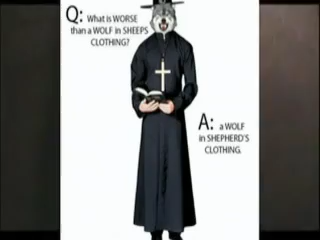 Q: What is WORSE
than a WOLF in SHEEPS
CLOTHING?
A: a WOLF
in SHEPHERD'S
CLOTHING.